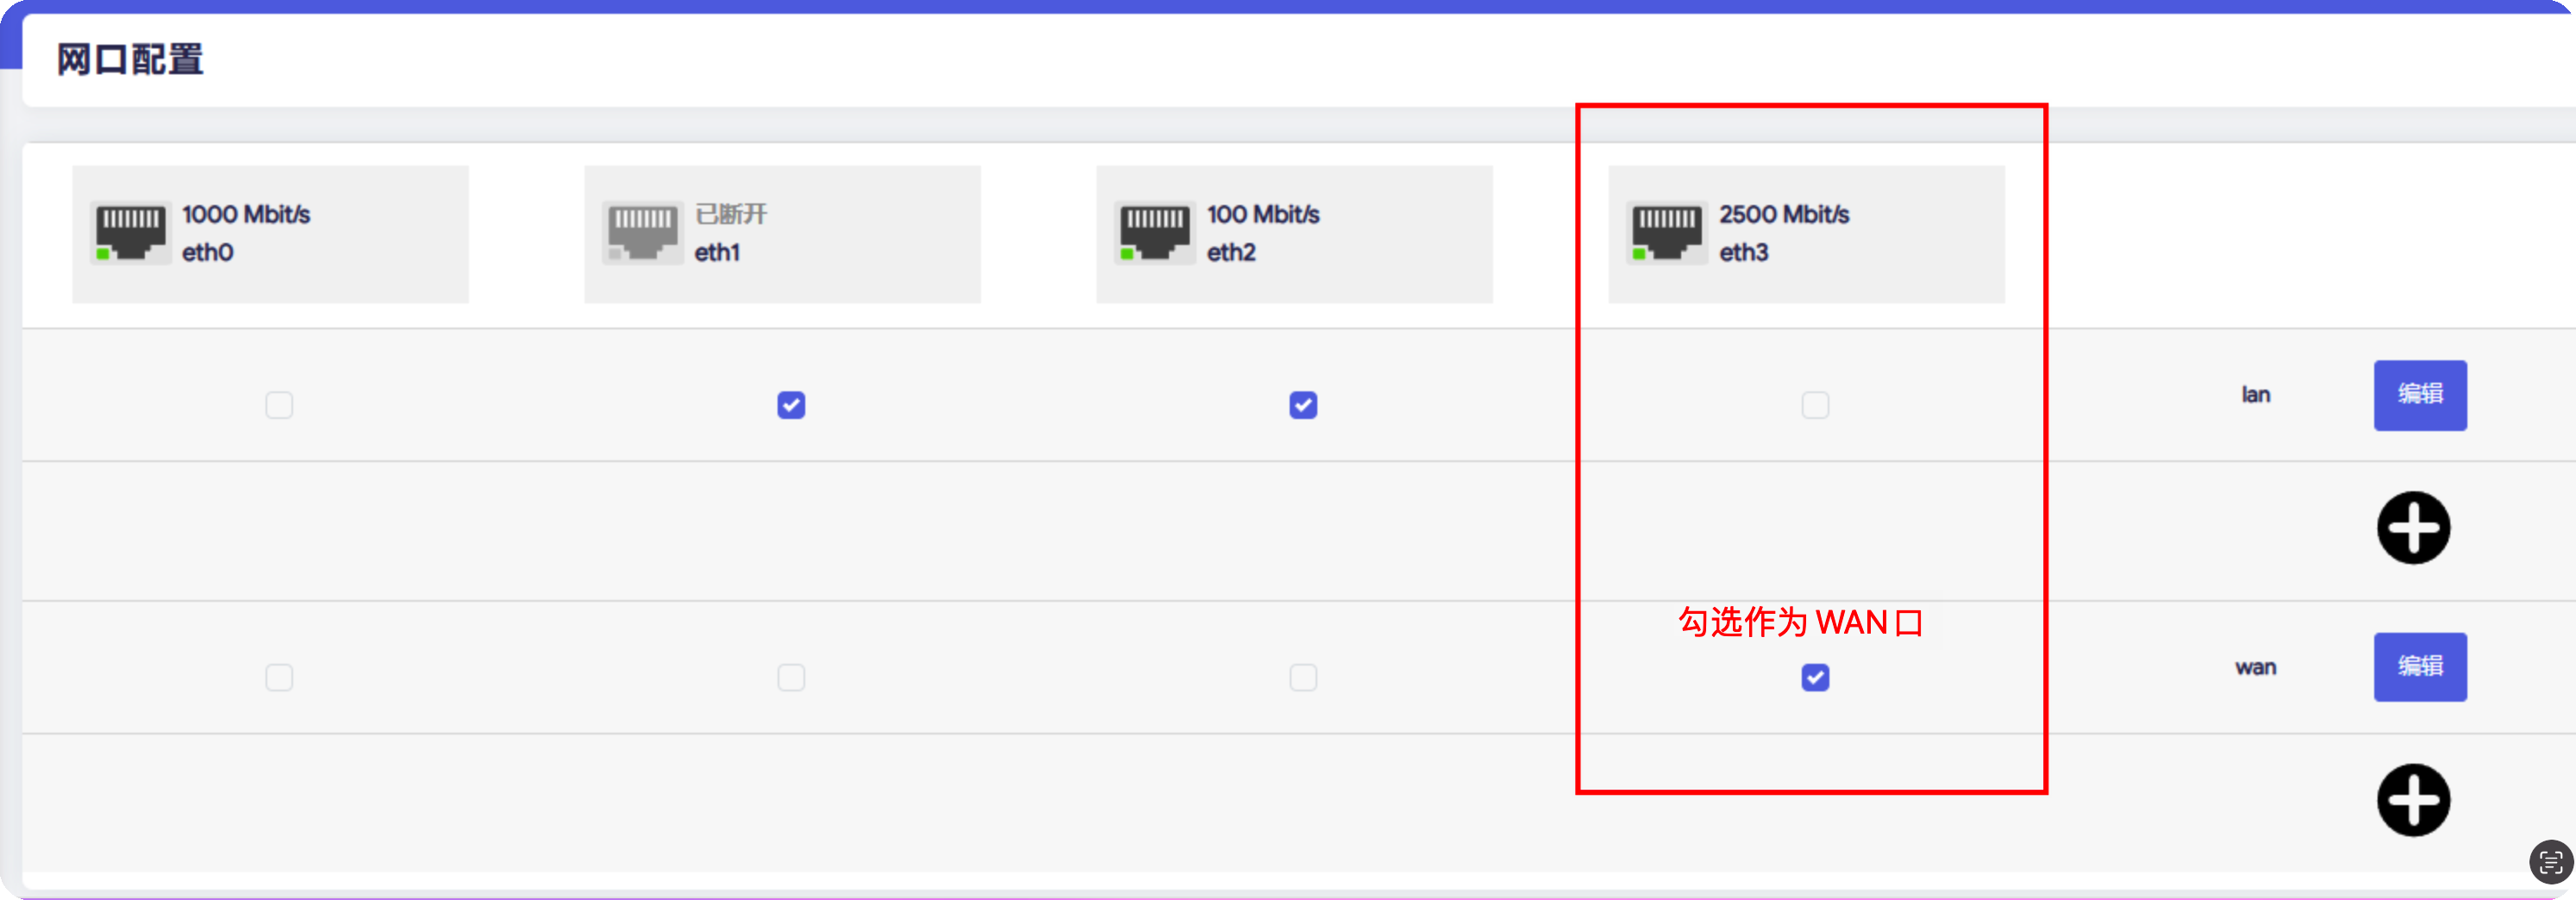 网口配置
1000 Mbit/s
eth0
已断开
eth1
100 Mbit/s
eth2
2500 Mbit/s
eth3
lan
编辑
勾选作为 WAN 口
wan
编辑